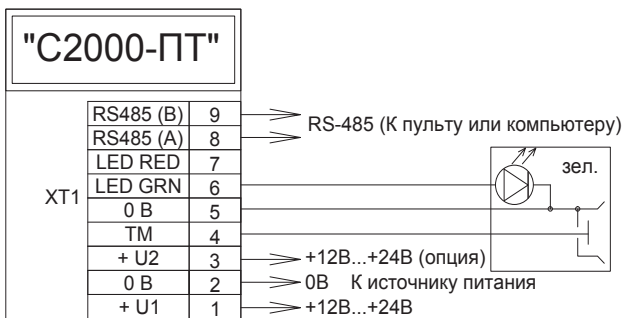 "С2000-ПТ"
RS485 (B) 9
RS-485 (К пульту или компьютеру)
RS485 (A) 8
LED RED 7
зел.
XT1
LED GRN 6
0 В 5
TM 4
+ U2 3 +12В...+24В (опция)
0 В 2 0В К источнику питания
+ U1 1 +12В...+24В